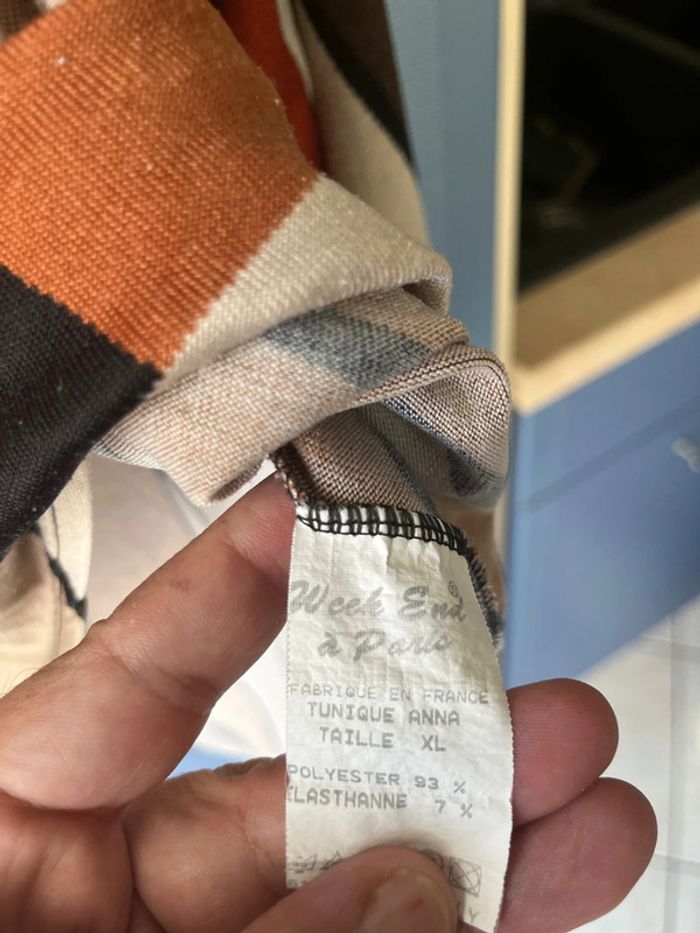 Week End®
à Paris
FABRIQUE EN FRANCE
TUNIQUE ANNA
TAILLE XL
POLYESTER 93 %
ELASTHANNE 7 %